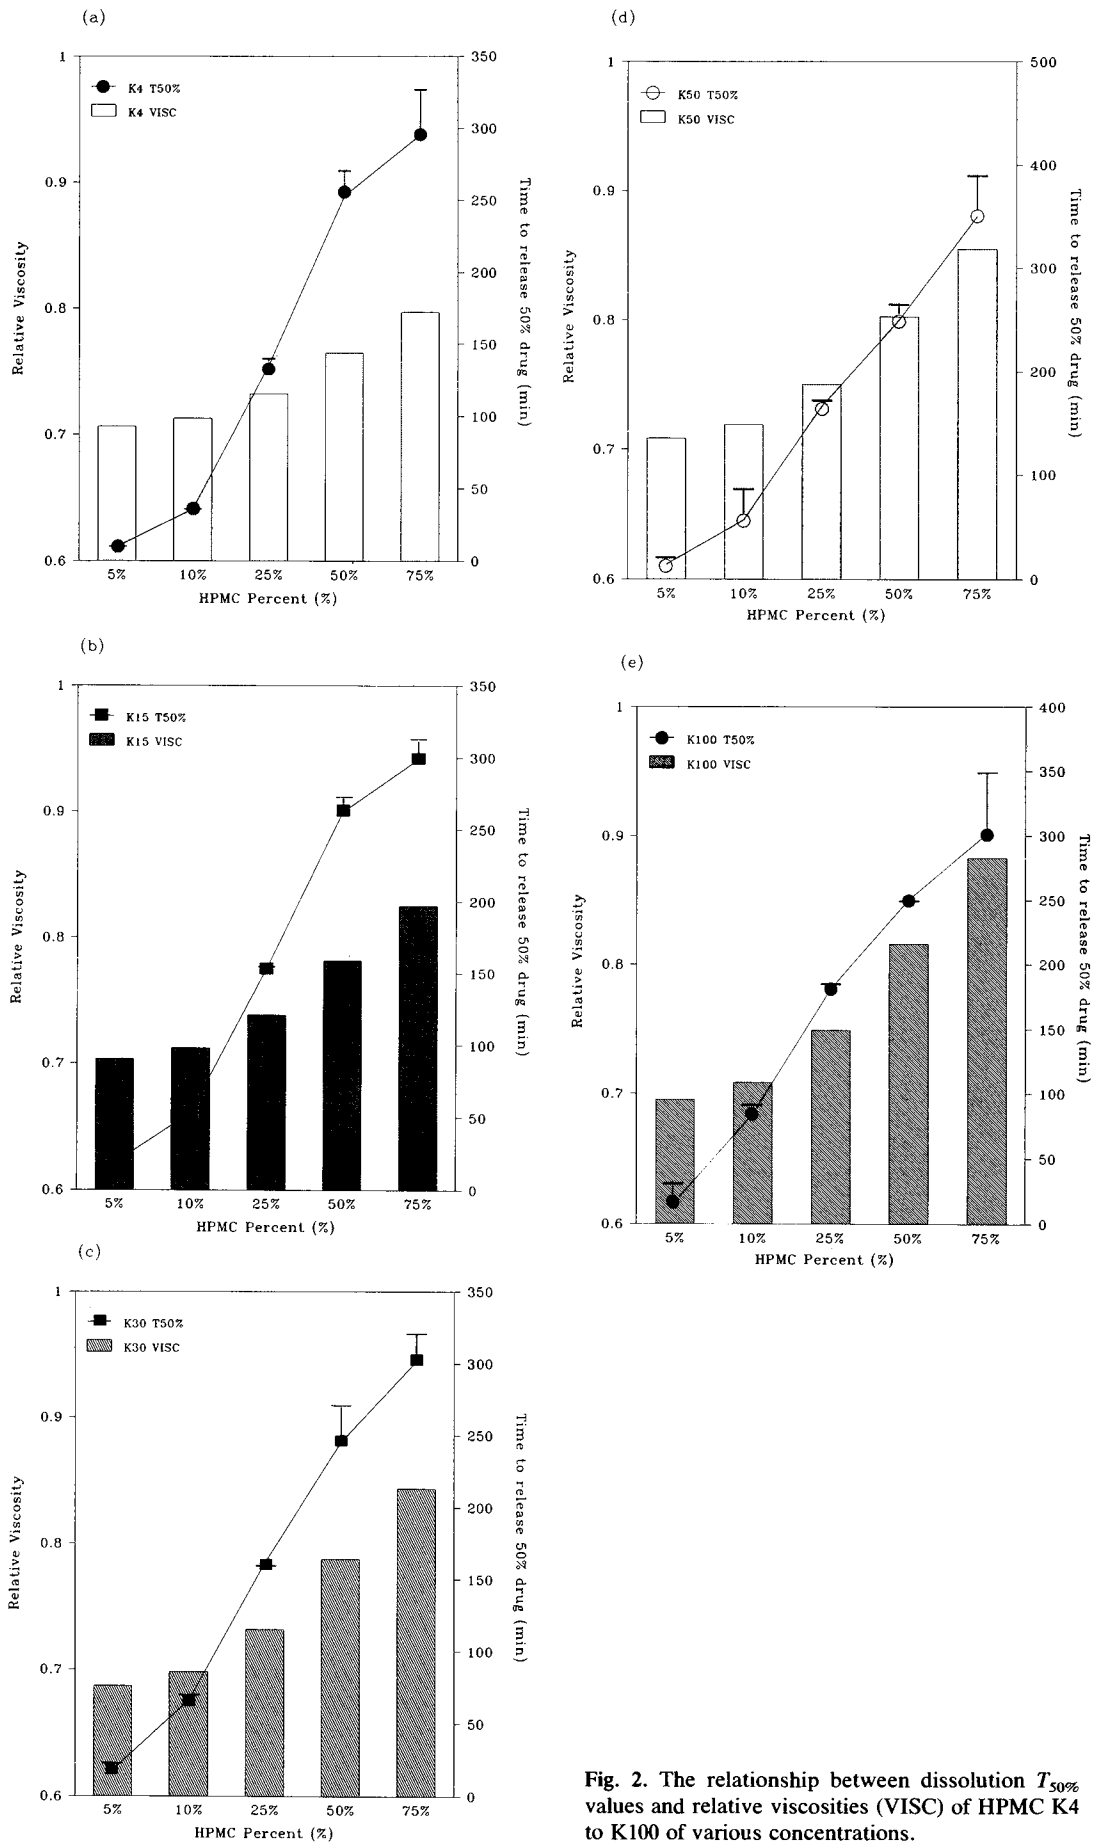 (a)
1
0.9
0.8
0.7
0.6
Relative Viscosity
K4 T50%
K4 VISC
350
300
250
200
150
100
50
0
Time to release 50% drug (min)
5% 10% 25% 50% 75%
HPMC Percent (%)
(b)
1
0.9
0.8
0.7
0.6
Relative Viscosity
K15 T50%
K15 VISC
350
300
250
200
150
100
50
0
Time to release 50% drug (min)
5% 10% 25% 50% 75%
HPMC Percent (%)
(c)
1
0.9
0.8
0.7
0.6
Relative Viscosity
K30 T50%
K30 VISC
350
300
250
200
150
100
50
0
Time to release 50% drug (min)
5% 10% 25% 50% 75%
HPMC Percent (%)
(d)
1
0.9
0.8
0.7
0.6
Relative Viscosity
K50 T50%
K50 VISC
500
400
300
200
100
0
Time to release 50% drug (min)
5% 10% 25% 50% 75%
HPMC Percent (%)
(e)
1
0.9
0.8
0.7
0.6
Relative Viscosity
K100 T50%
K100 VISC
400
350
300
250
200
150
100
50
0
Time to release 50% drug (min)
5% 10% 25% 50% 75%
HPMC Percent (%)
Fig. 2. The relationship between dissolution T50%
values and relative viscosities (VISC) of HPMC K4
to K100 of various concentrations.